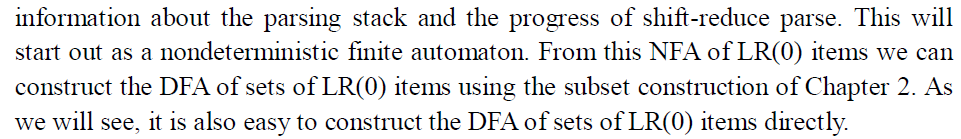 information about the parsing stack and the progress of shift-reduce parse. This will
start out as a nondeterministic finite automaton. From this NFA of LR(0) items we can
construct the DFA of sets of LR(0) items using the subset construction of Chapter 2. As
we will see, it is also easy to construct the DFA of sets of LR(0) items directly.